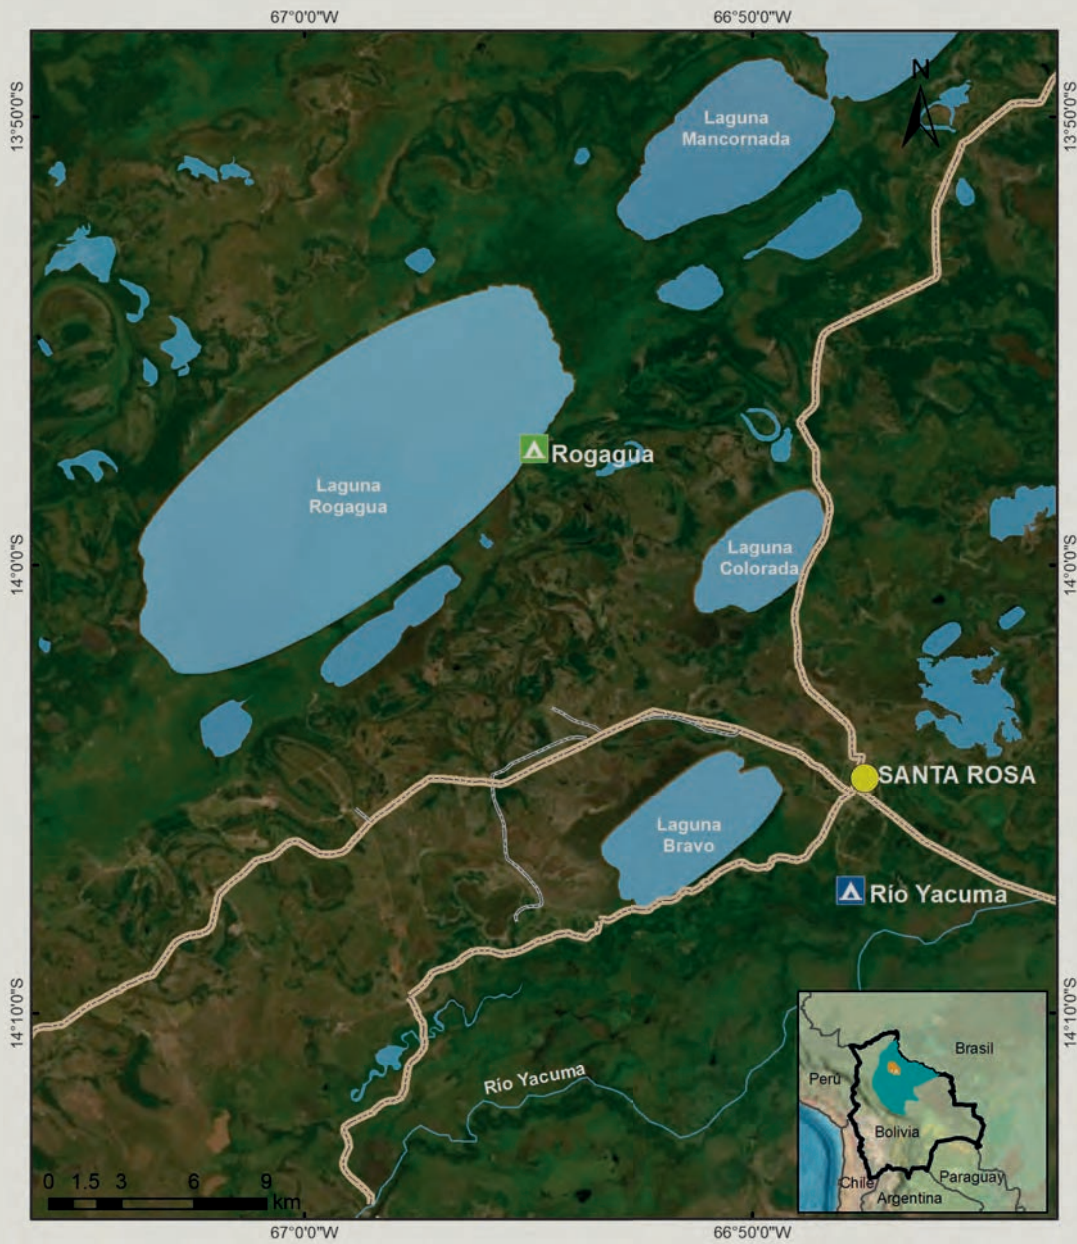 67°0'0"W
66°50'0"W
N
Laguna
Mancornada
13°50'0"S
13°50'0"S
Rogagua
Laguna
Rogagua
Laguna
Colorada
14°0'0"S
14°0'0"S
SANTA ROSA
Laguna
Bravo
Río Yacuma
14°10'0"S
14°10'0"S
Río Yacuma
Brasil
Perú
Bolivia
Paraguay
Chile
Argentina
0 1.5 3 6 9
km
67°0'0"W
66°50'0"W